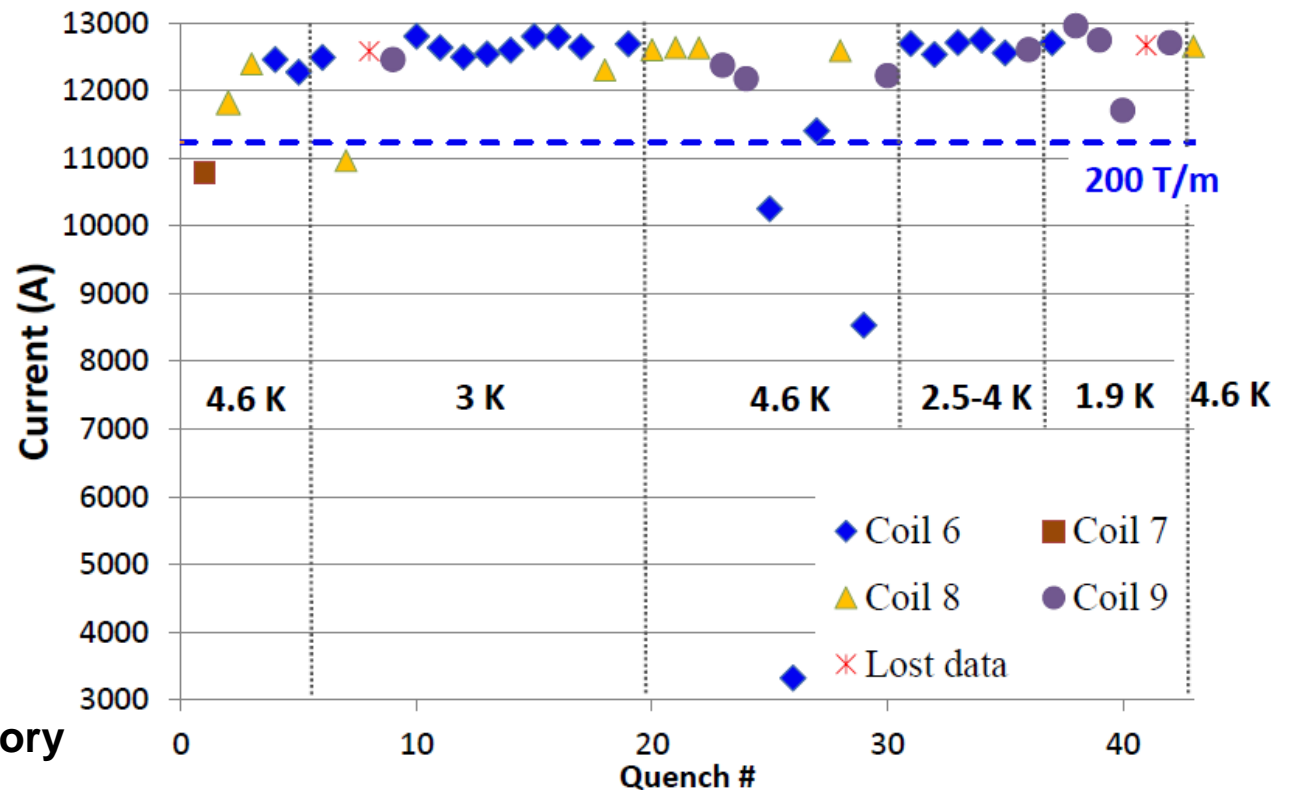 13000
12000
11000
200 T/m
10000
9000
8000
4.6 K 3 K 4.6 K 2.5-4 K 1.9 K 4.6 K
7000
6000
5000
4000
3000
Current (A)
Coil 6 Coil 7
Coil 8 Coil 9
Lost data
ory
0 10 20 30 40
Quench #